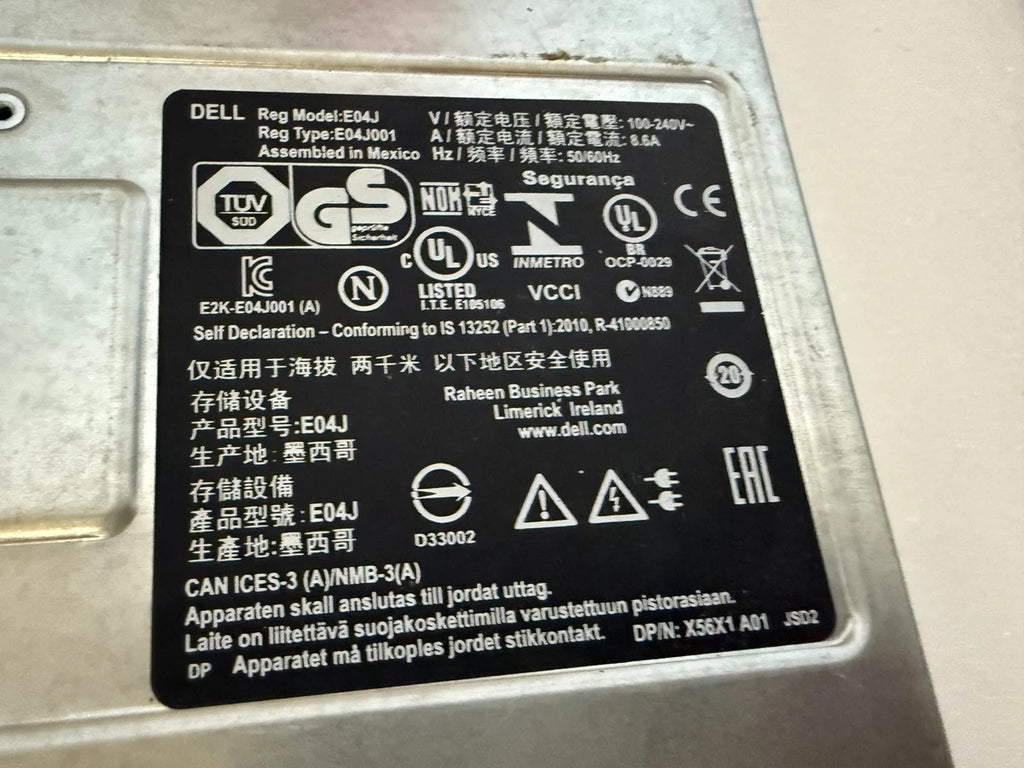 DELL Reg Model:E04J V / 额定电压 / 額定電壓: 100-240V~
Reg Type:E04J001 A / 额定电流 / 額定電流: 8.6A
Assembled in Mexico Hz / 频率 / 頻率: 50/60Hz
Segurança
TÜV
SÜD
GS
geprüfte
Sicherheit
NOM
NYCE
UL
BR
OCP-0029
CE
INMETRO
C UL US
LISTED
I.T.E. E185106
E2K-E04J001 (A)
N
VCCI
N889
Self Declaration – Conforming to IS 13252 (Part 1):2010, R-41000850
仅适用于海拔 两千米 以下地区安全使用
存储设备
产品型号:E04J
生产地: 墨西哥
Raheen Business Park
Limerick Ireland
www.dell.com
20
存儲設備
產品型號:E04J
生產地:墨西哥
D33002
EAC
CAN ICES-3 (A)/NMB-3(A)
Apparaten skall anslutas till jordat uttag.
Laite on liitettävä suojakoskettimilla varustettuun pistorasiaan.
DP Apparatet må tilkoples jordet stikkontakt. DP/N: X56X1 A01 JSD2